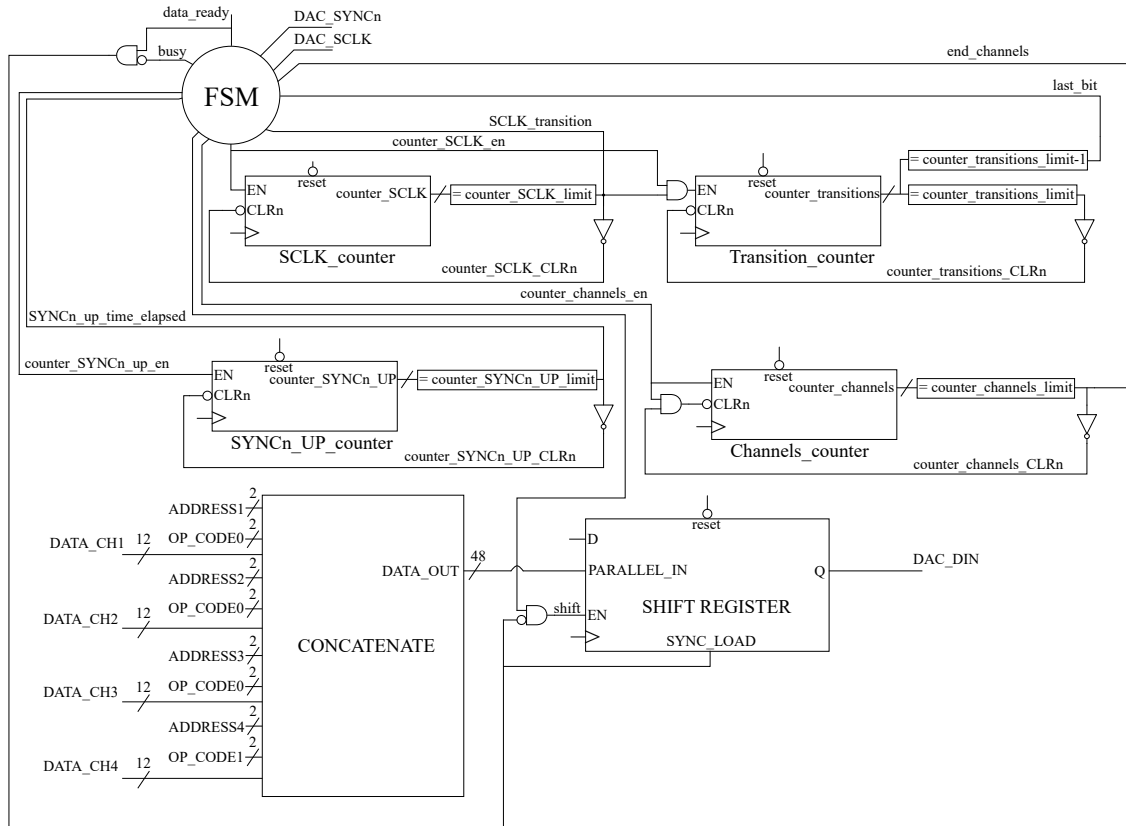 data_ready
DAC_SYNCn
DAC_SCLK
busy
end_channels
FSM
last_bit
SCLK_transition
counter_SCLK_en
= counter_transitions_limit-1
reset
reset
EN
counter_SCLK
= counter_SCLK_limit
EN
counter_transitions
= counter_transitions_limit
CLRn
CLRn
SCLK_counter
Transition_counter
counter_SCLK_CLRn
counter_transitions_CLRn
counter_channels_en
SYNCn_up_time_elapsed
reset
reset
counter_SYNCn_up_en
EN
counter_SYNCn_UP
= counter_SYNCn_UP_limit
EN
counter_channels
= counter_channels_limit
CLRn
CLRn
SYNCn_UP_counter
Channels_counter
counter_SYNCn_UP_CLRn
counter_channels_CLRn
2
ADDRESS1
2
OP_CODE0
DATA_CH1
12
2
ADDRESS2
2
OP_CODE0
DATA_CH2
12
2
ADDRESS3
2
OP_CODE0
DATA_CH3
12
2
ADDRESS4
2
OP_CODE1
DATA_CH4
12
DATA_OUT
48
CONCATENATE
reset
D
PARALLEL_IN
Q
DAC_DIN
shift
EN
SHIFT REGISTER
SYNC_LOAD